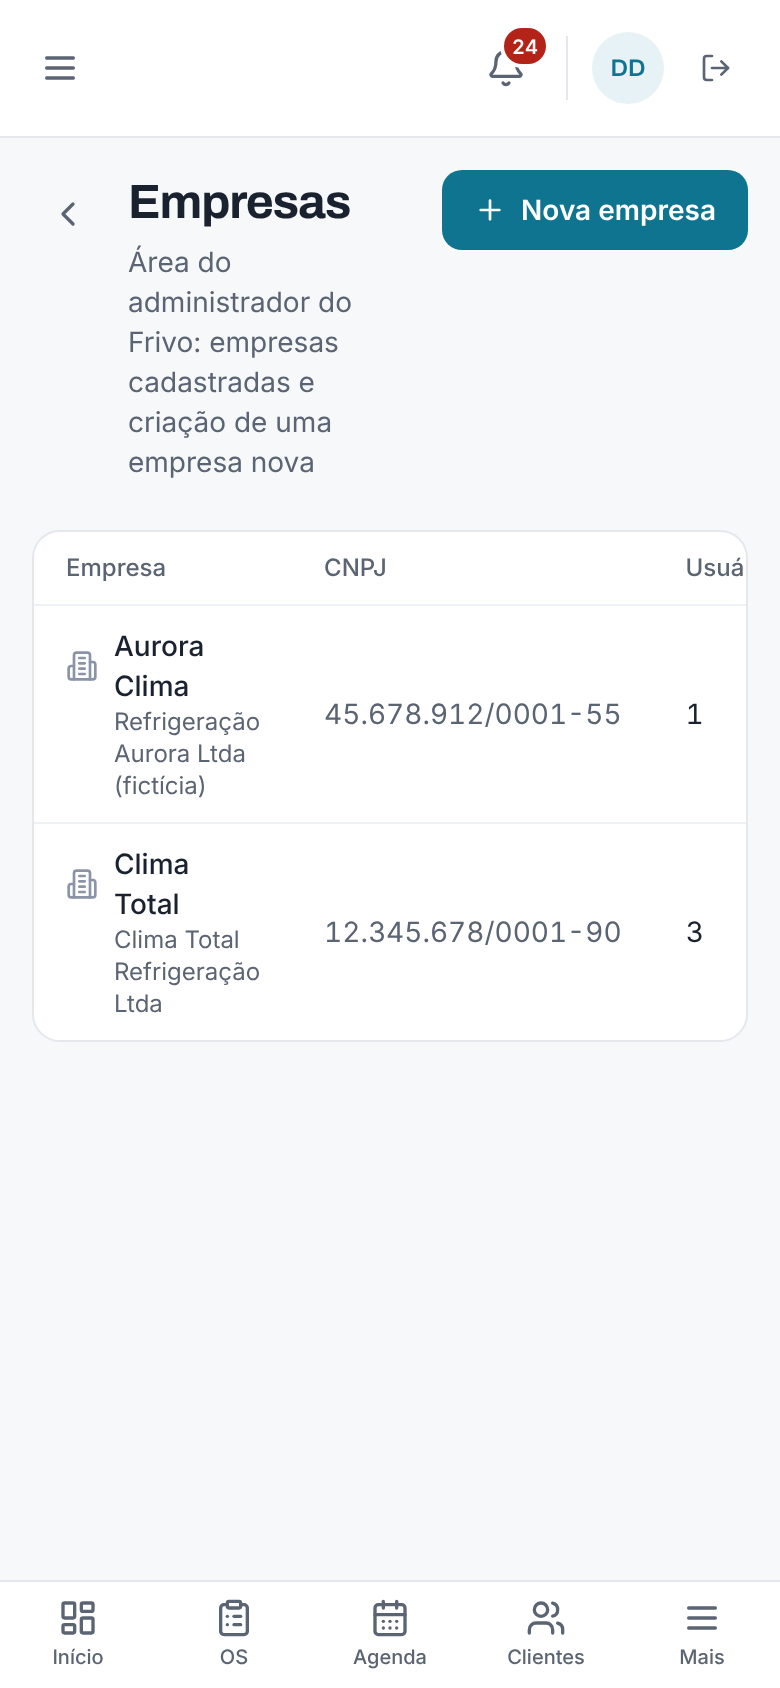 24
DD
Empresas
Nova empresa
Área do
administrador do
Frivo: empresas
cadastradas e
criação de uma
empresa nova
Empresa CNPJ Usuá
Aurora
Clima
Refrigeração
Aurora Ltda
(fictícia)
45.678.912/0001-55
1
Clima
Total
Clima Total
Refrigeração
Ltda
12.345.678/0001-90
3
Início OS Agenda Clientes Mais